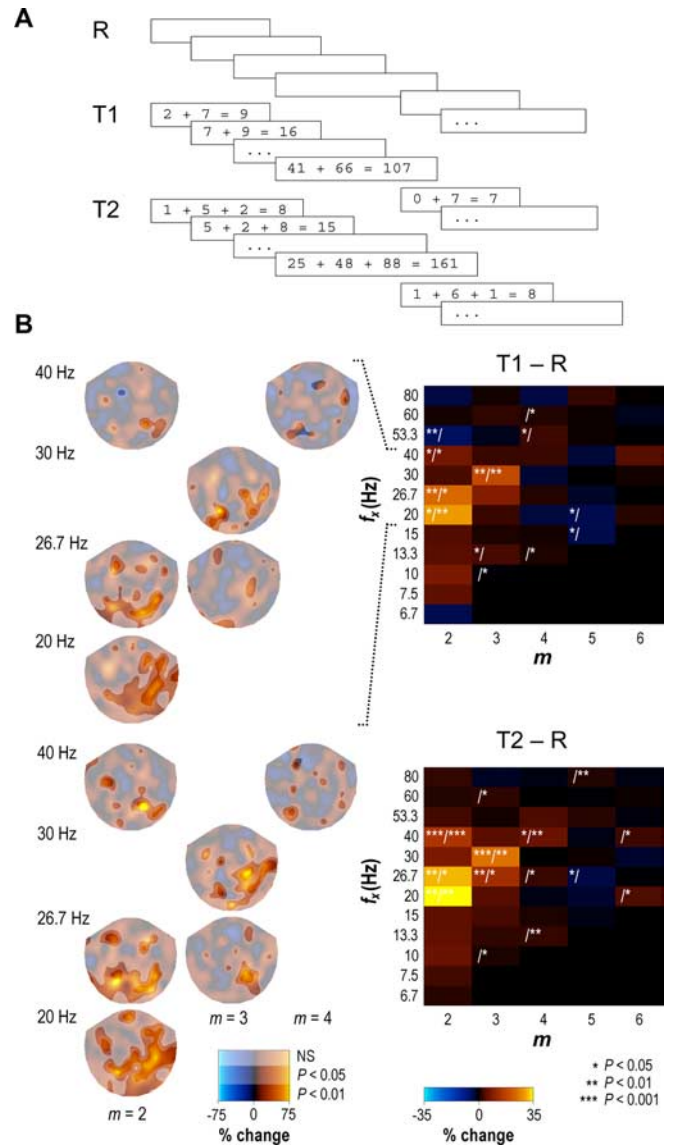 A
R
. . .
T1
2 + 7 = 9
7 + 9 = 16
. . .
41 + 66 = 107
0 + 7 = 7
. . .
T2
1 + 5 + 2 = 8
5 + 2 + 8 = 15
. . .
25 + 48 + 88 = 161
1 + 6 + 1 = 8
. . .
B
40 Hz
30 Hz
26.7 Hz
20 Hz
T1 – R
fx (Hz)
80
60 /*
53.3 **/ */
40 */*
30 **/**
26.7 **/*
20 */** */
15 */
13.3 */ /*
10 /*
7.5
6.7
2 3 4 5 6
m
40 Hz
30 Hz
26.7 Hz
20 Hz
m = 2
m = 3
m = 4
T2 – R
fx (Hz)
80 /**
60 /*
53.3
40 ***/*** */** /*
30 ***/**
26.7 **/* **/* /* */
20 **/** /*
15
13.3 /**
10 /*
7.5
6.7
2 3 4 5 6
m
NS
P < 0.05
P < 0.01
-75 0 75
% change
-35 0 35
% change
* P < 0.05
** P < 0.01
*** P < 0.001